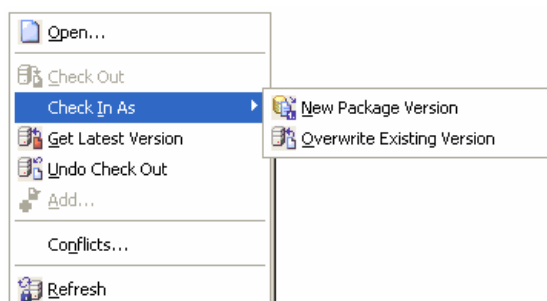 Open...
Check Out
Check In As
New Package Version
Get Latest Version
Overwrite Existing Version
Undo Check Out
Add...
Conflicts...
Refresh